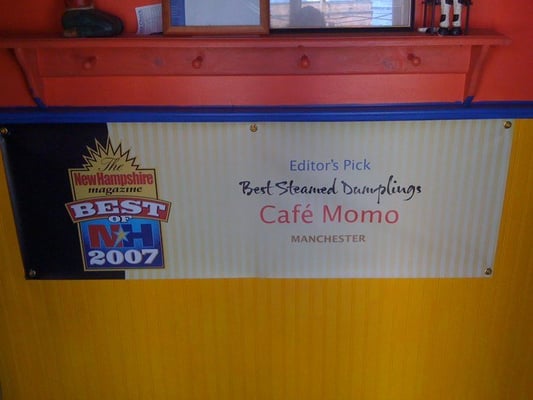 The
New Hampshire
magazine
BEST
OF
NH
2007
Editor's Pick
Best Steamed Dumplings
Café Momo
MANCHESTER